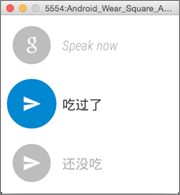 5554:Android_Wear_Square_A...
g
Speak now
吃过了
还没吃